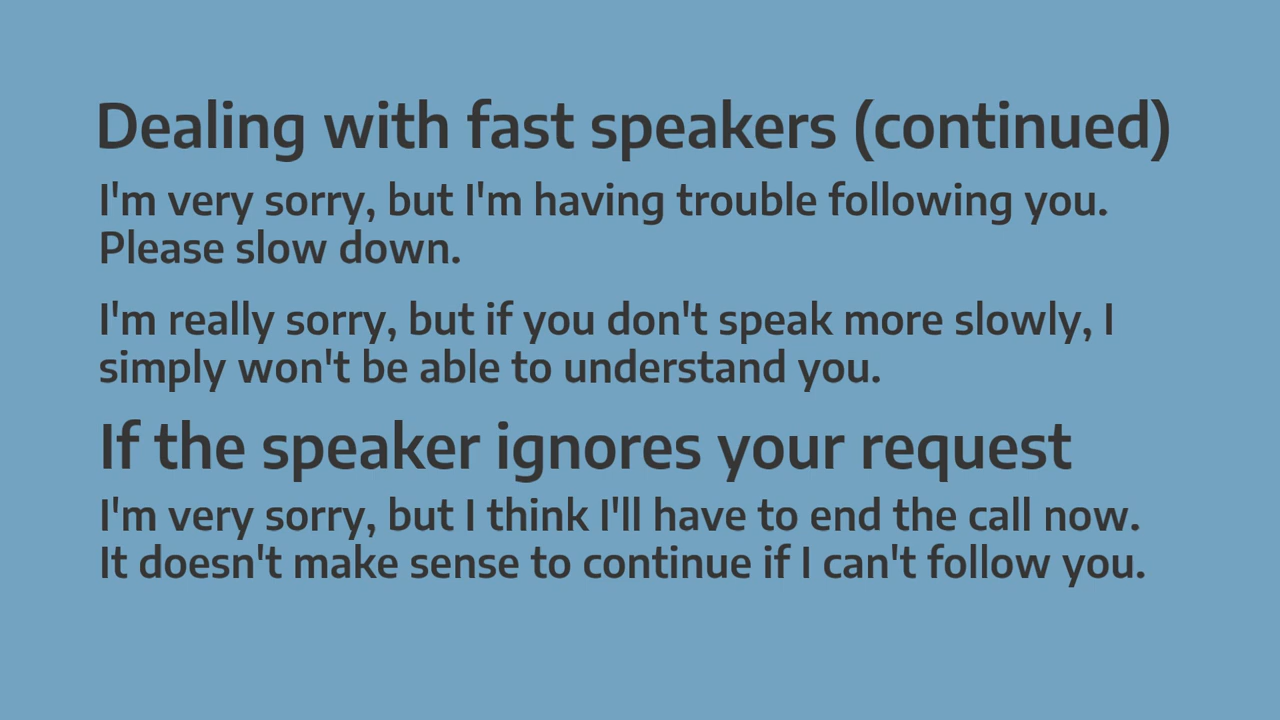 Dealing with fast speakers (continued)
I'm very sorry, but I'm having trouble following you.
Please slow down.
I'm really sorry, but if you don't speak more slowly, I
simply won't be able to understand you.
If the speaker ignores your request
I'm very sorry, but I think I'll have to end the call now.
It doesn't make sense to continue if I can't follow you.